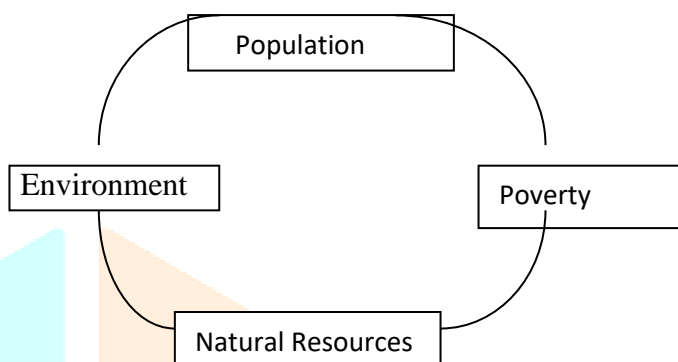 Population
Environment
Poverty
Natural Resources